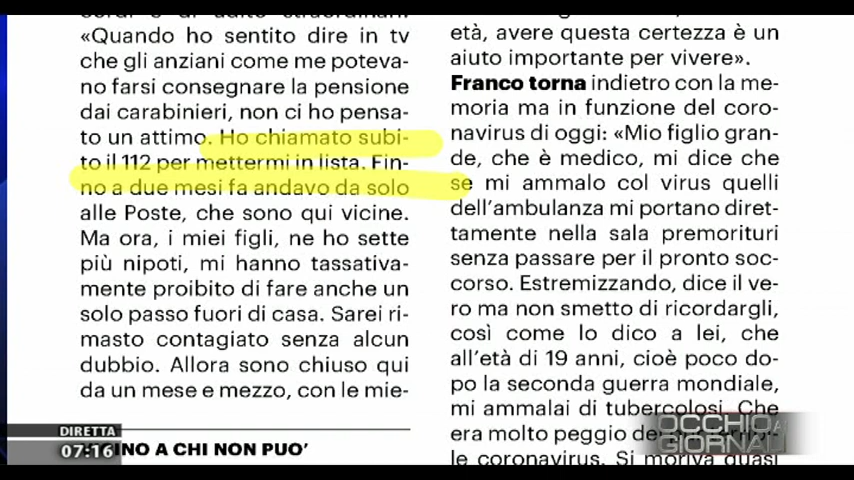 «Quando ho sentito dire in tv
che gli anziani come me poteva-
no farsi consegnare la pensione
dai carabinieri, non ci ho pensa-
to un attimo. Ho chiamato subi-
to il 112 per mettermi in lista. Fin-
no a due mesi fa andavo da solo
alle Poste, che sono qui vicine.
Ma ora, i miei figli, ne ho sette
più nipoti, mi hanno tassativa-
mente proibito di fare anche un
solo passo fuori di casa. Sarei ri-
masto contagiato senza alcun
dubbio. Allora sono chiuso qui
da un mese e mezzo, con le mie-
età, avere questa certezza è un
aiuto importante per vivere».
Franco torna indietro con la me-
moria ma in funzione del coro-
navirus di oggi: «Mio figlio gran-
de, che è medico, mi dice che
se mi ammalo col virus quelli
dell'ambulanza mi portano diret-
tamente nella sala premorituri
senza passare per il pronto soc-
corso. Estremizzando, dice il ve-
ro ma non smetto di ricordargli,
così come lo dico a lei, che
all'età di 19 anni, cioè poco do-
po la seconda guerra mondiale,
mi ammalai di tubercolosi. Che
era molto peggio
le coronavirus. Si moriva quasi
INO A CHI NON PUO'
DIRETTA
07:16
OCCHIO AI
GIORNALI